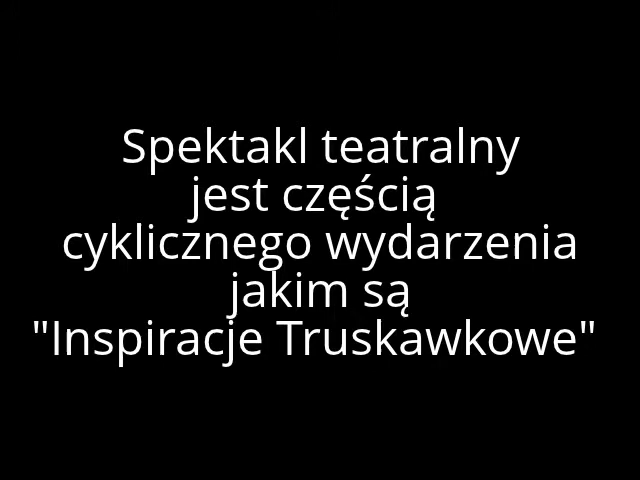 Spektakl teatralny
jest częścią
cyklicznego wydarzenia
jakim są
"Inspiracje Truskawkowe"